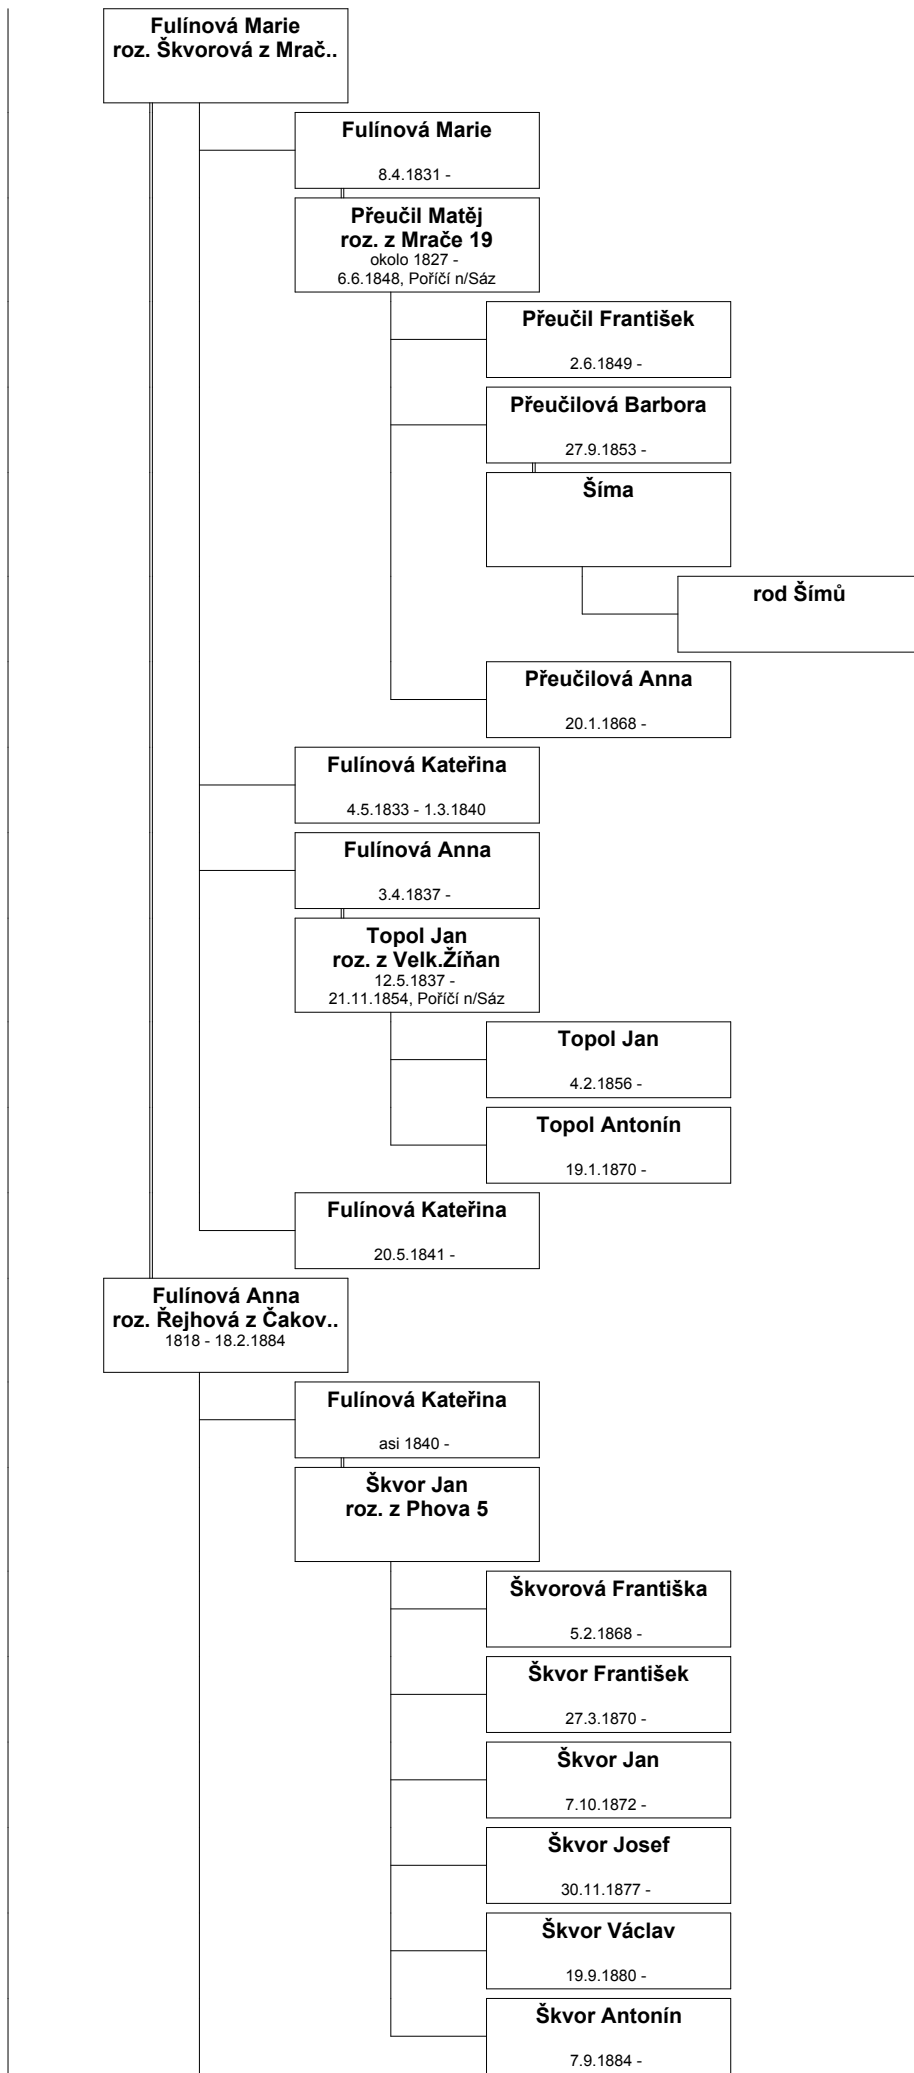 Fulínová Marie
roz. Škvorová z Mrač..
Fulínová Marie
8.4.1831 -
Přeučil Matěj
roz. z Mrače 19
okolo 1827 -
6.6.1848, Poříčí n/Sáz
Přeučil František
2.6.1849 -
Přeučilová Barbora
27.9.1853 -
Šíma
rod Šímů
Přeučilová Anna
20.1.1868 -
Fulínová Kateřina
4.5.1833 - 1.3.1840
Fulínová Anna
3.4.1837 -
Topol Jan
roz. z Velk.Žíňan
12.5.1837 -
21.11.1854, Poříčí n/Sáz
Topol Jan
4.2.1856 -
Topol Antonín
19.1.1870 -
Fulínová Kateřina
20.5.1841 -
Fulínová Anna
roz. Řejhová z Čakov..
1818 - 18.2.1884
Fulínová Kateřina
asi 1840 -
Škvor Jan
roz. z Phova 5
Škvorová Františka
5.2.1868 -
Škvor František
27.3.1870 -
Škvor Jan
7.10.1872 -
Škvor Josef
30.11.1877 -
Škvor Václav
19.9.1880 -
Škvor Antonín
7.9.1884 -